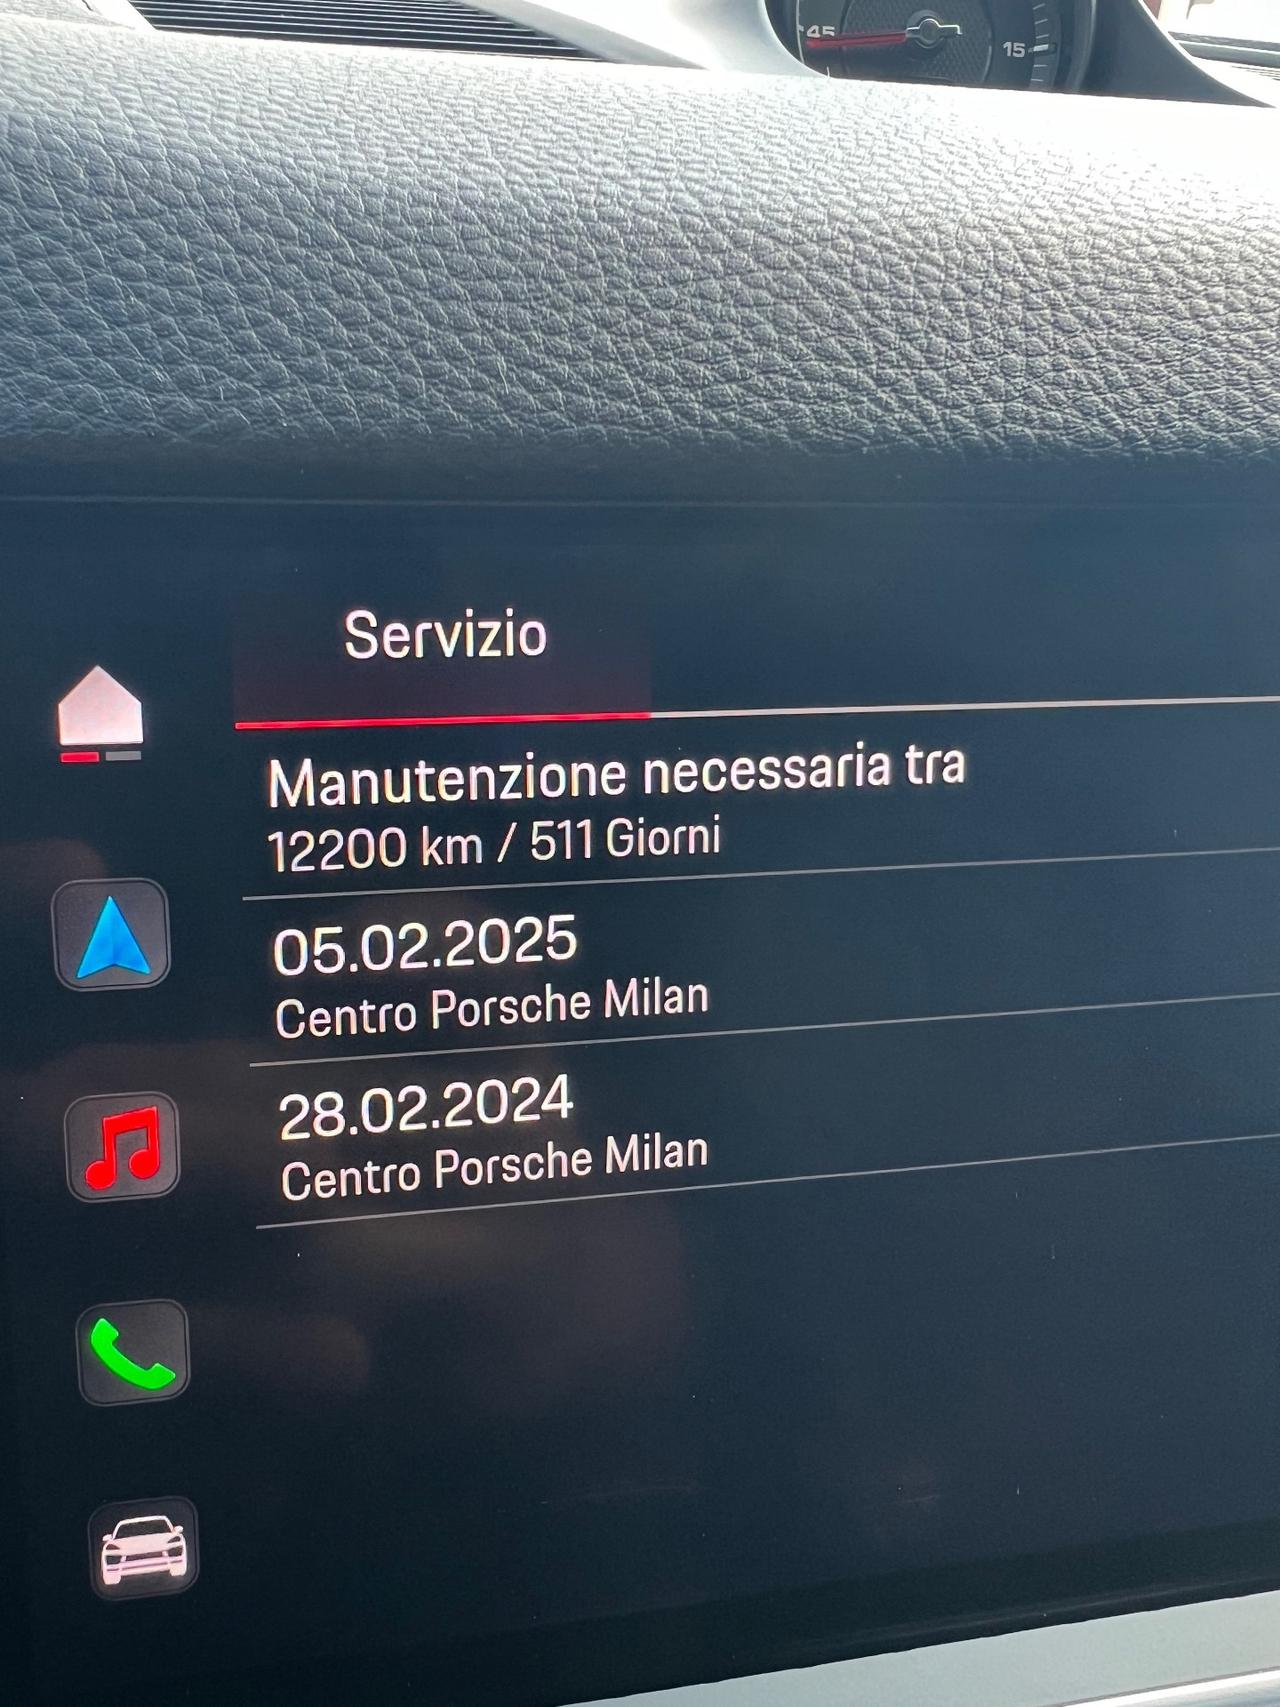 45
15
Servizio
Manutenzione necessaria tra
12200 km / 511 Giorni
05.02.2025
Centro Porsche Milan
28.02.2024
Centro Porsche Milan